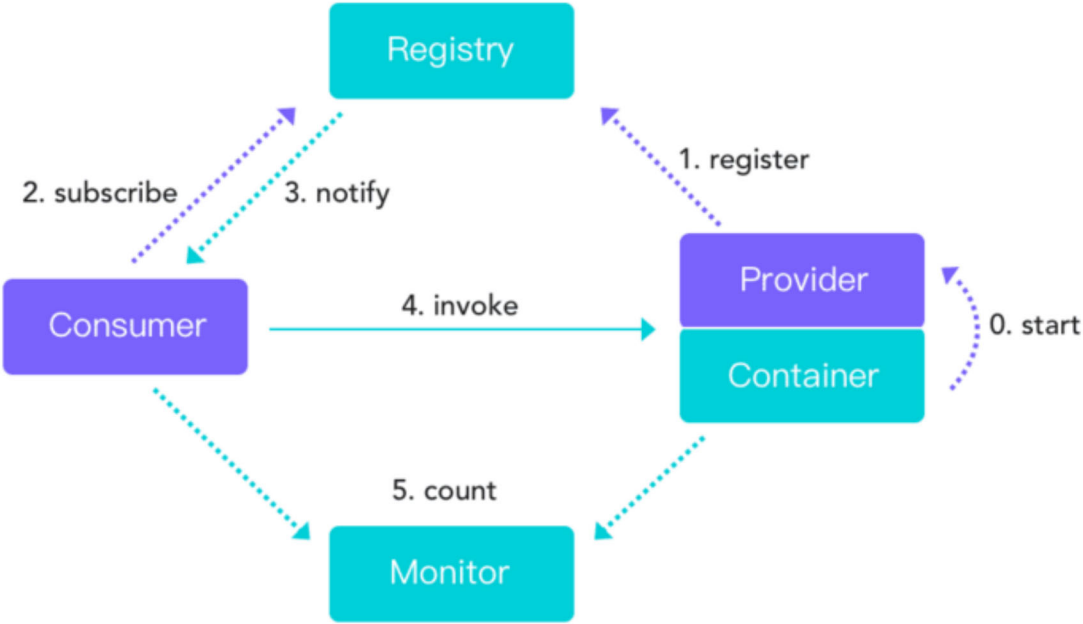 Registry
1. register
2. subscribe
3. notify
Provider
4. invoke
Consumer
0. start
Container
5. count
Monitor